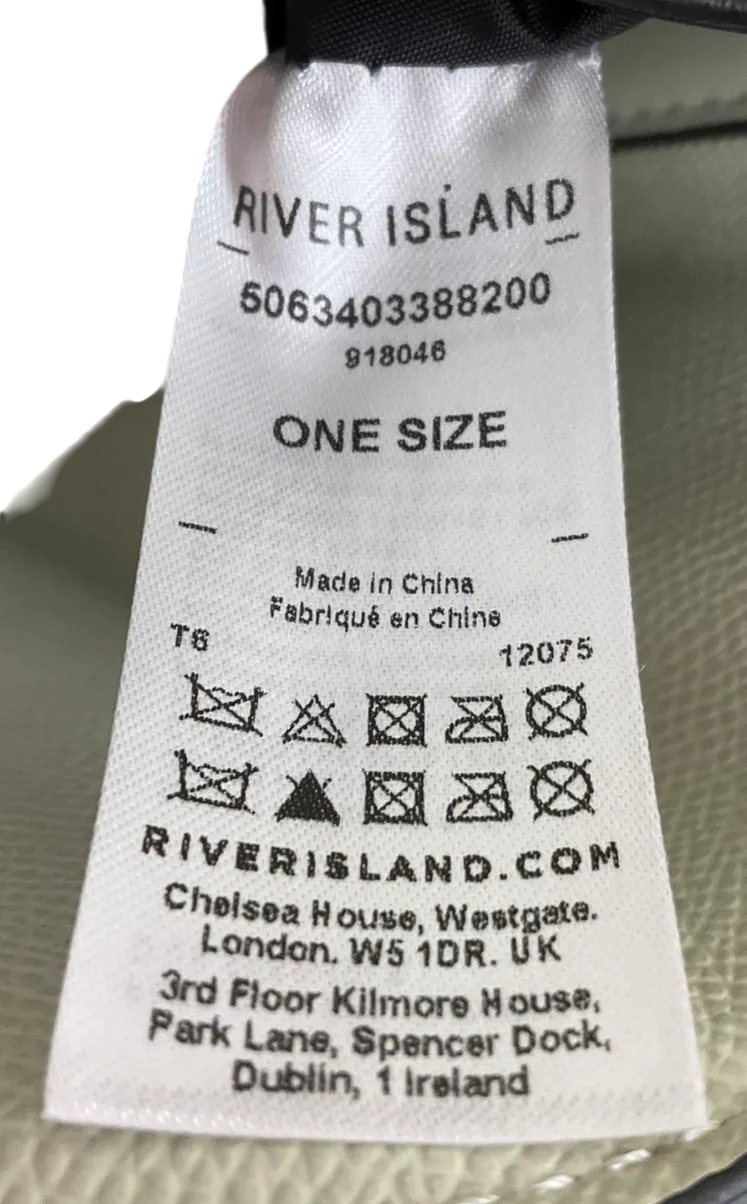 RIVER ISLAND
5063403388200
918046
ONE SIZE
Made in China
Fabriqué en Chine
T6
12075
RIVERISLAND.COM
Chelsea House, Westgate.
London. W5 1DR. UK
3rd Floor Kilmore House,
Park Lane, Spencer Dock,
Dublin, 1 Ireland